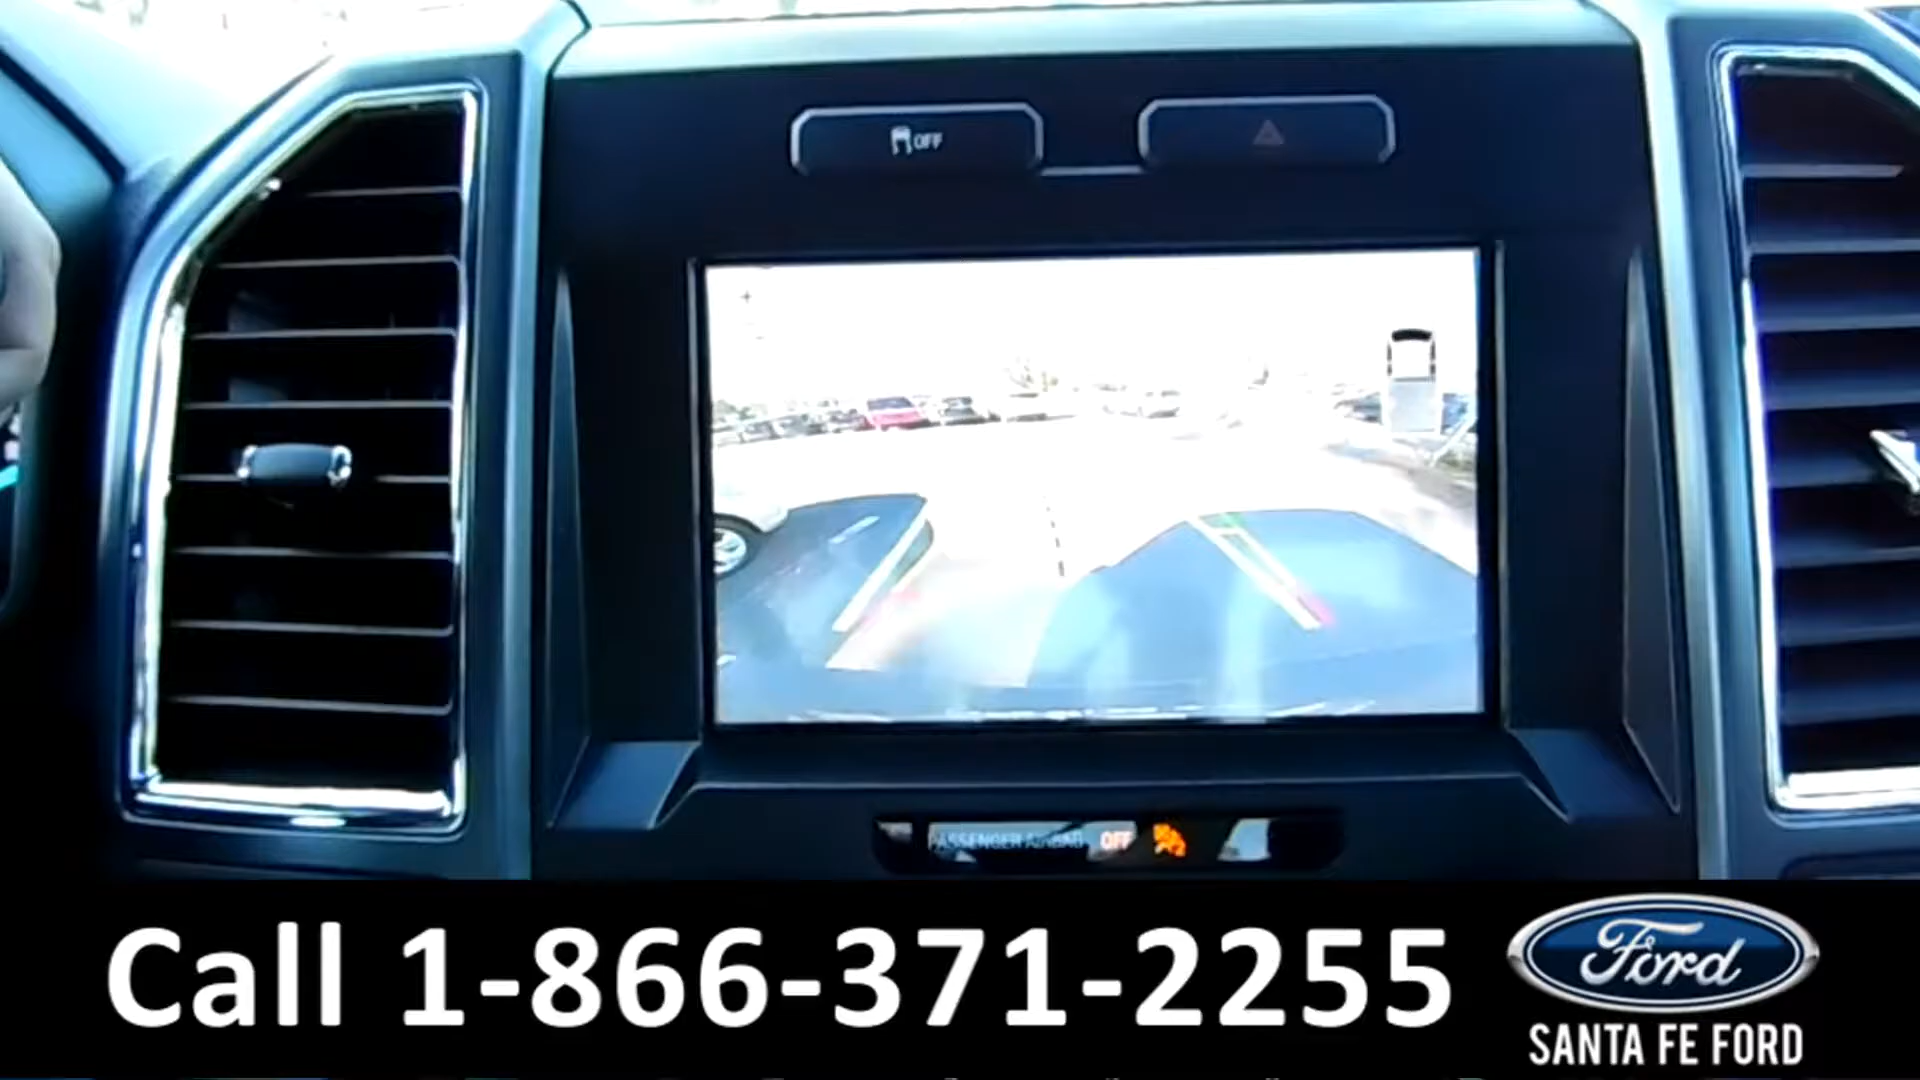 OFF
PASSENGER AIRBAG OFF
Call 1-866-371-2255
Ford
SANTA FE FORD